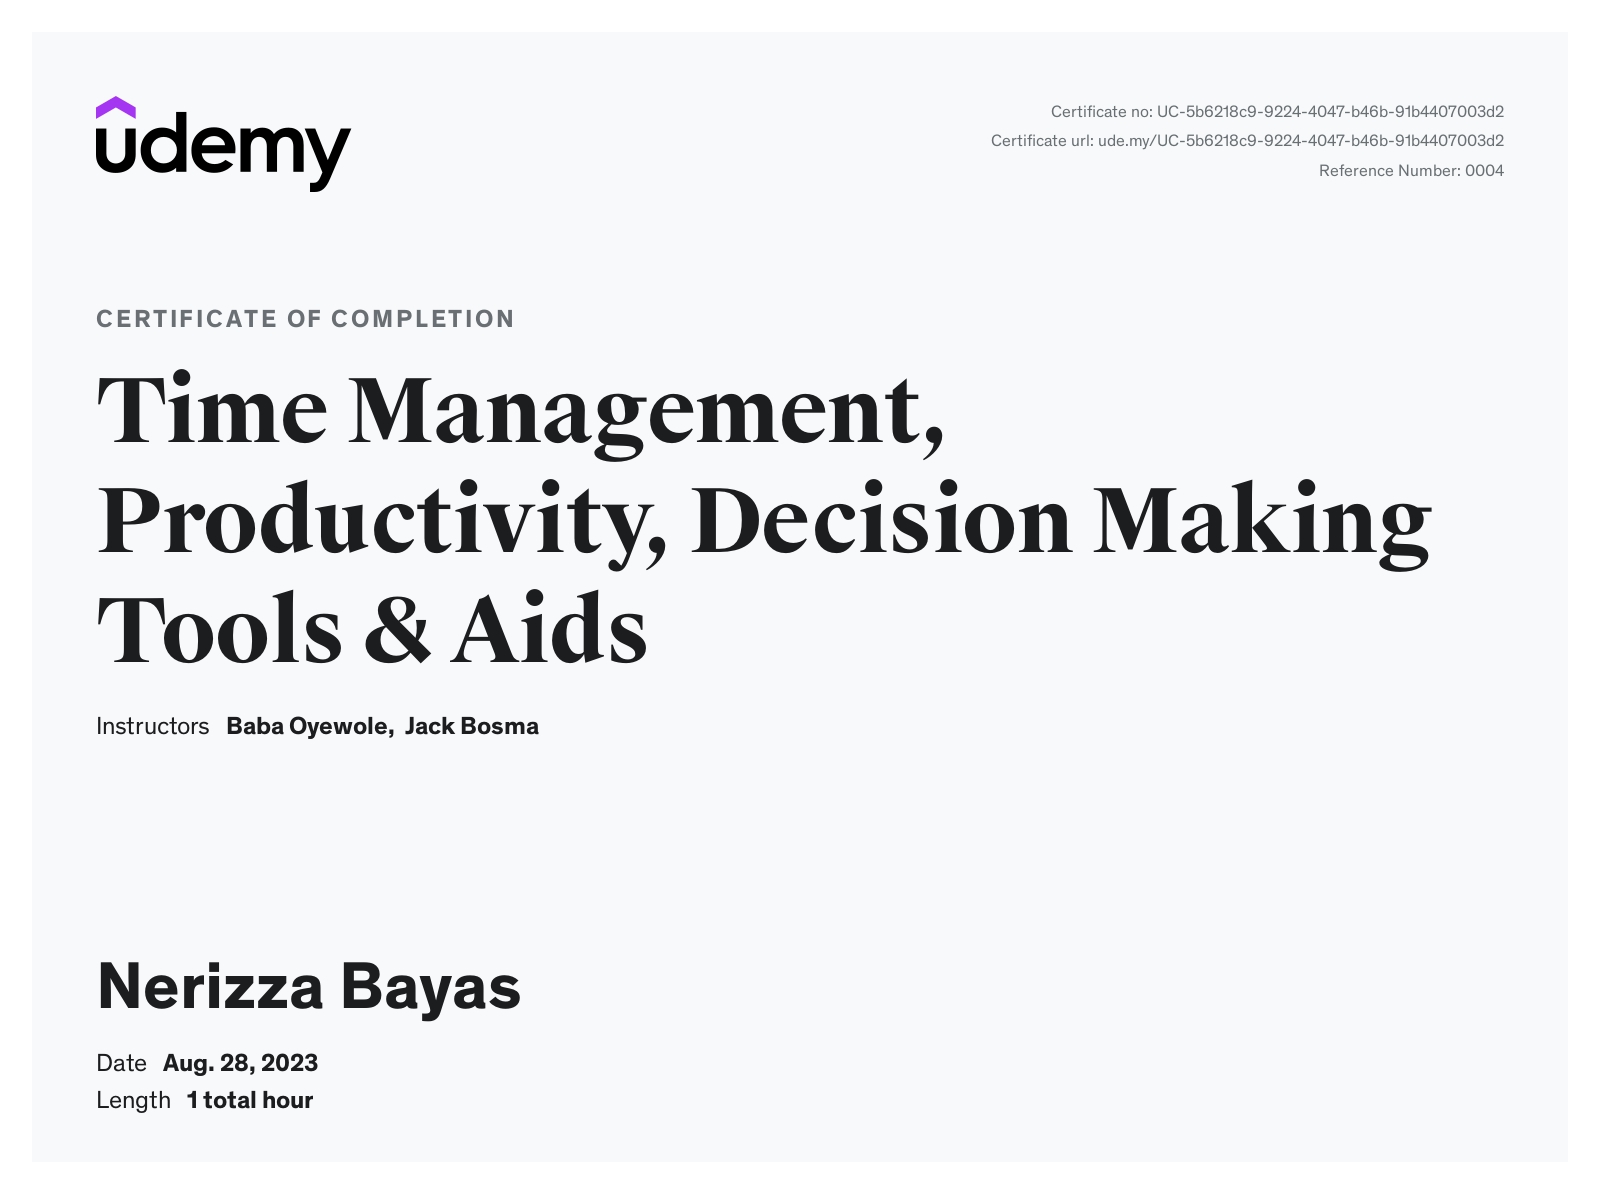 udemy
Certificate no: UC-5b6218c9-9224-4047-b46b-91b4407003d2
Certificate url: ude.my/UC-5b6218c9-9224-4047-b46b-91b4407003d2
Reference Number: 0004
CERTIFICATE OF COMPLETION
Time Management,
Productivity, Decision Making
Tools & Aids
Instructors Baba Oyewole, Jack Bosma
Nerizza Bayas
Date Aug. 28, 2023
Length 1 total hour